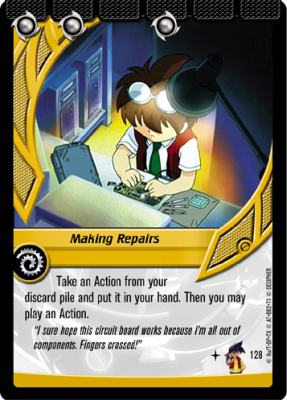 Making Repairs
Take an Action from your
discard pile and put it in your hand. Then you may
play an Action.
"I sure hope this circuit board works because I'm all out of
components. Fingers crossed!"
128